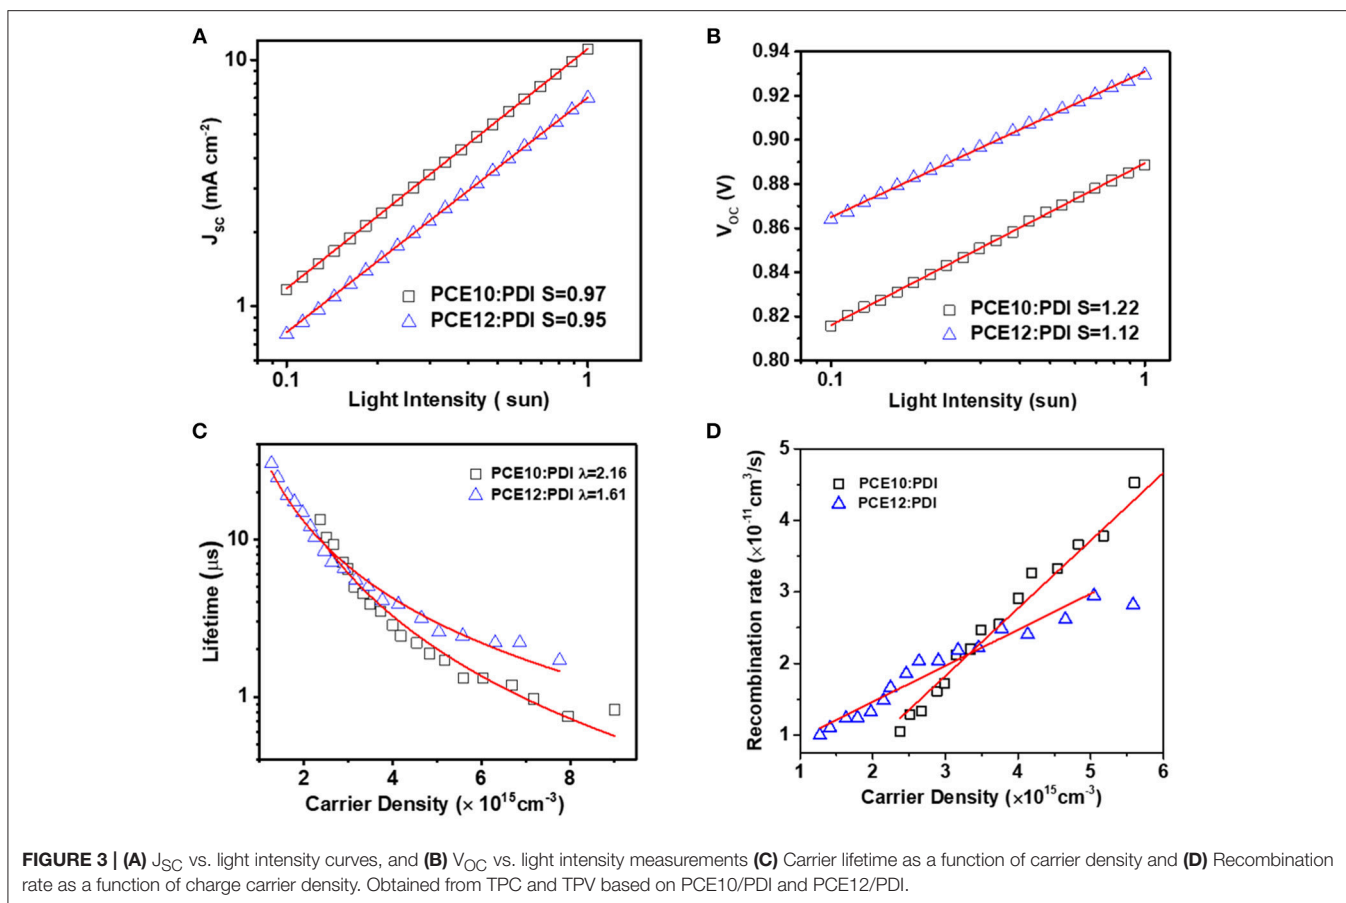 A
10
1
J_SC (mA cm⁻²)
PCE10:PDI S=0.97
PCE12:PDI S=0.95
0.1
1
Light Intensity ( sun)
B
0.94
0.92
0.90
0.88
0.86
0.84
0.82
0.80
V_OC (V)
PCE10:PDI S=1.22
PCE12:PDI S=1.12
0.1
1
Light Intensity (sun)
C
10
1
Lifetime (μs)
PCE10:PDI λ=2.16
PCE12:PDI λ=1.61
2
4
6
8
Carrier Density (× 10¹⁵cm⁻³)
D
5
4
3
2
1
Recombination rate (×10⁻¹¹cm³/s)
PCE10:PDI
PCE12:PDI
1
2
3
4
5
6
Carrier Density (×10¹⁵cm⁻³)
FIGURE 3 | (A) J_SC vs. light intensity curves, and (B) V_OC vs. light intensity measurements (C) Carrier lifetime as a function of carrier density and (D) Recombination
rate as a function of charge carrier density. Obtained from TPC and TPV based on PCE10/PDI and PCE12/PDI.